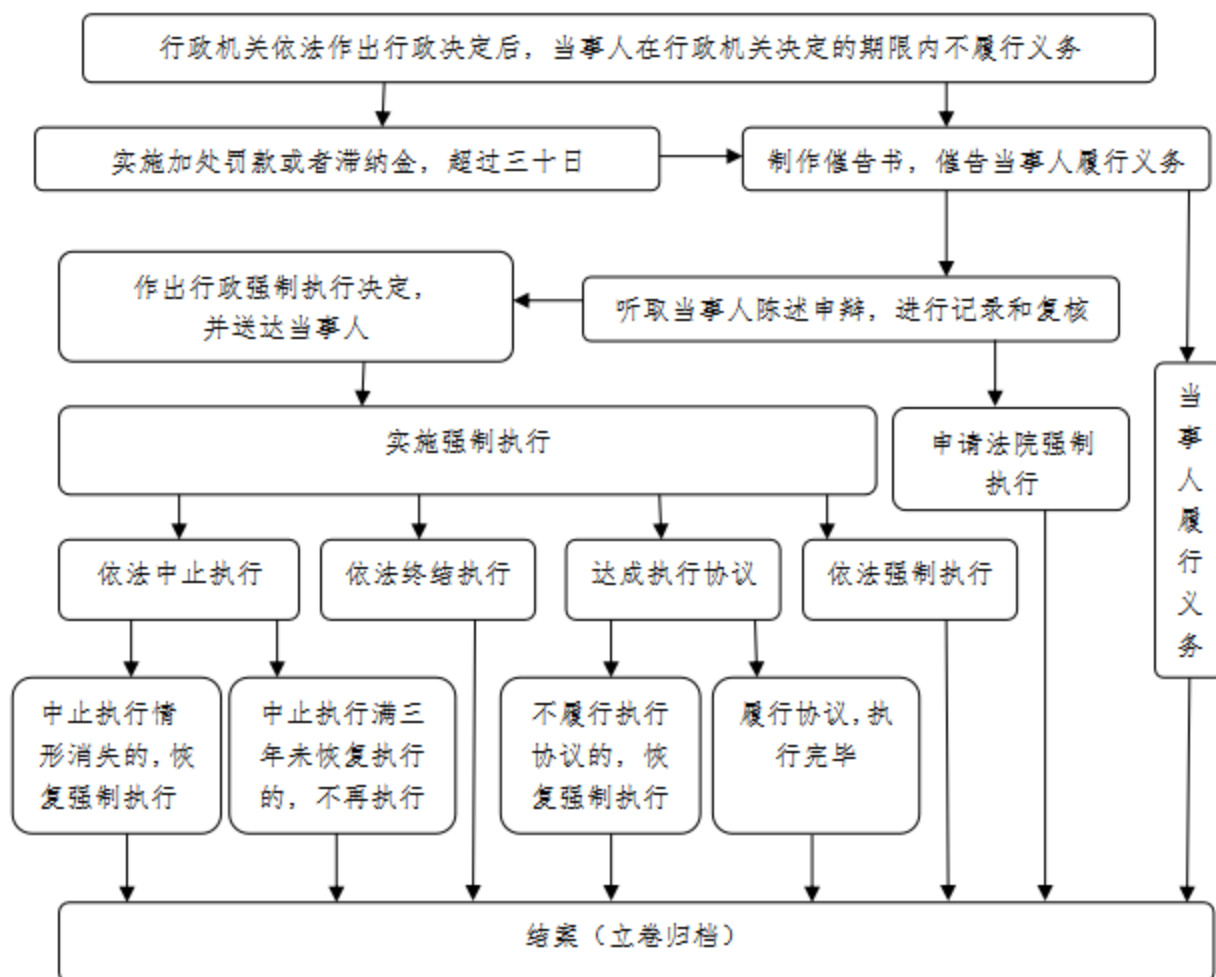 行政机关依法作出行政决定后，当事人在行政机关决定的期限内不履行义务
实施加处罚款或者滞纳金，超过三十日
制作催告书，催告当事人履行义务
作出行政强制执行决定，
并送达当事人
听取当事人陈述申辩，进行记录和复核
实施强制执行
申请法院强制
执行
当事人履行义务
依法中止执行
依法终结执行
达成执行协议
依法强制执行
中止执行情
形消失的，恢
复强制执行
中止执行满三
年未恢复执行
的，不再执行
不履行执行
协议的，恢
复强制执行
履行协议，执
行完毕
结案（立卷归档）